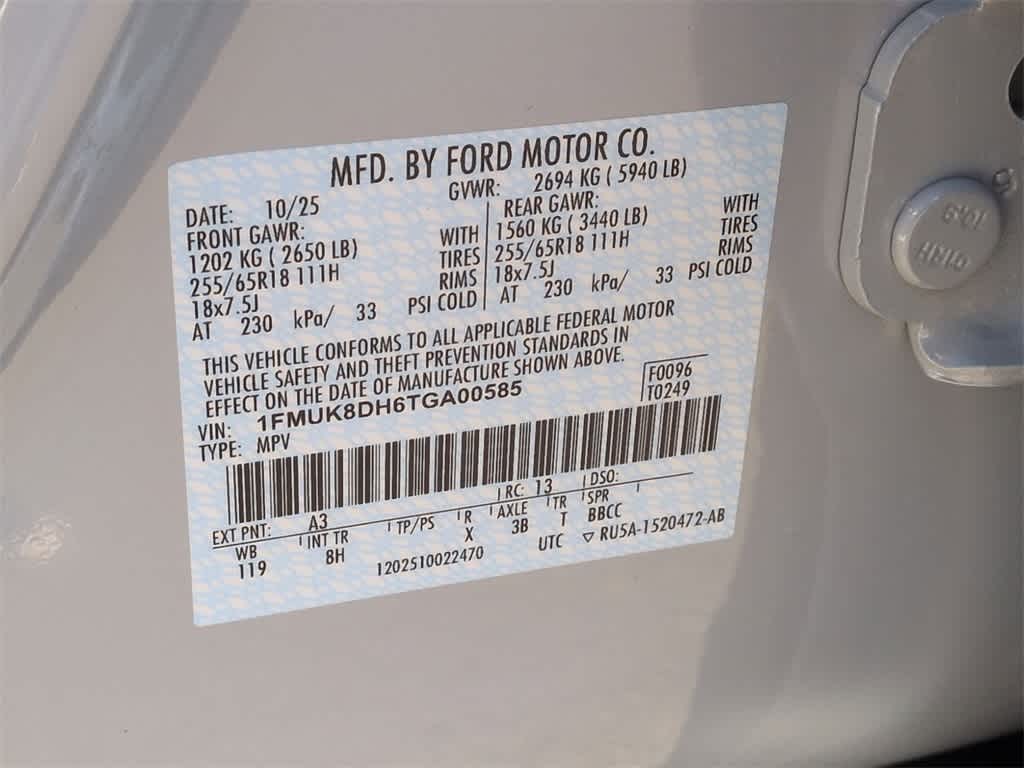 MFD. BY FORD MOTOR CO.
DATE: 10/25
GVWR: 2694 KG ( 5940 LB)
FRONT GAWR:
1202 KG ( 2650 LB)
WITH
255/65R18 111H
TIRES
18x7.5J
RIMS
AT 230 kPa/ 33 PSI COLD
REAR GAWR:
1560 KG ( 3440 LB)
WITH
255/65R18 111H
TIRES
18x7.5J
RIMS
AT 230 kPa/ 33 PSI COLD
THIS VEHICLE CONFORMS TO ALL APPLICABLE FEDERAL MOTOR
VEHICLE SAFETY AND THEFT PREVENTION STANDARDS IN
EFFECT ON THE DATE OF MANUFACTURE SHOWN ABOVE.
VIN: 1FMUK8DH6TGA00585
TYPE: MPV
F0096
T0249
EXT PNT: A3 RC: 13 DSO:
WB INT TR TP/PS R AXLE TR SPR
119 8H X 3B T BBCC
1202510022470
UTC ▽ RU5A-1520472-AB